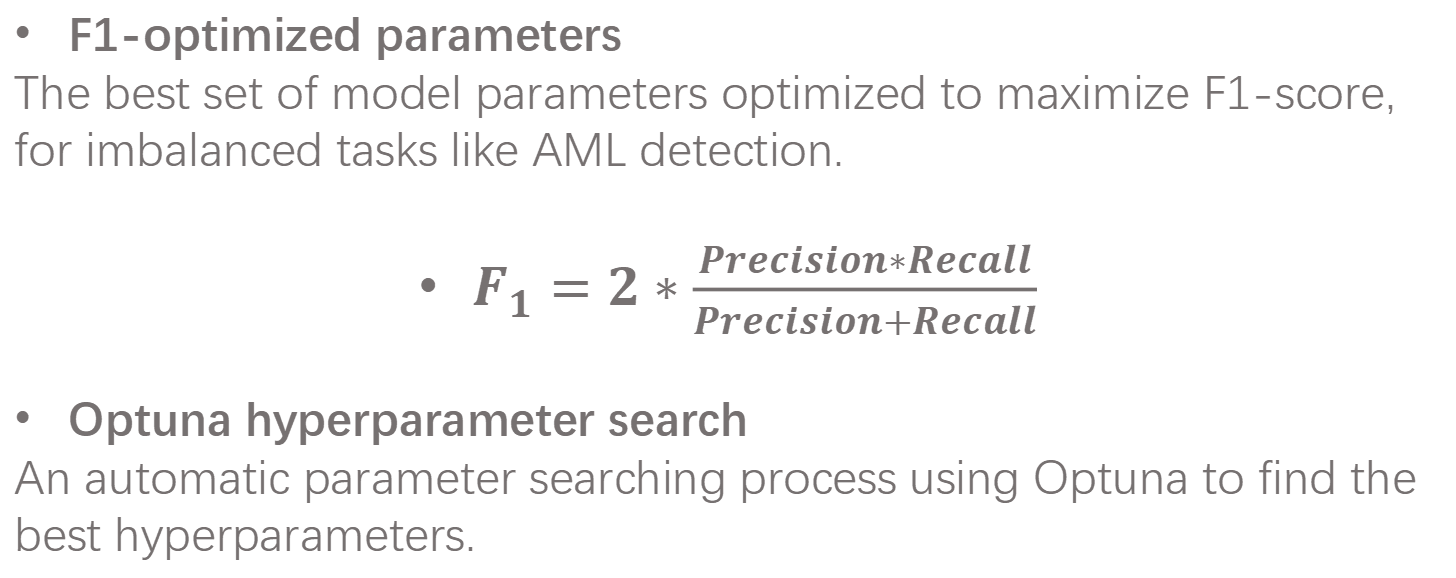 • F1-optimized parameters
The best set of model parameters optimized to maximize F1-score,
for imbalanced tasks like AML detection.
• F₁ = 2 * Precision*Recall / Precision+Recall
• Optuna hyperparameter search
An automatic parameter searching process using Optuna to find the
best hyperparameters.